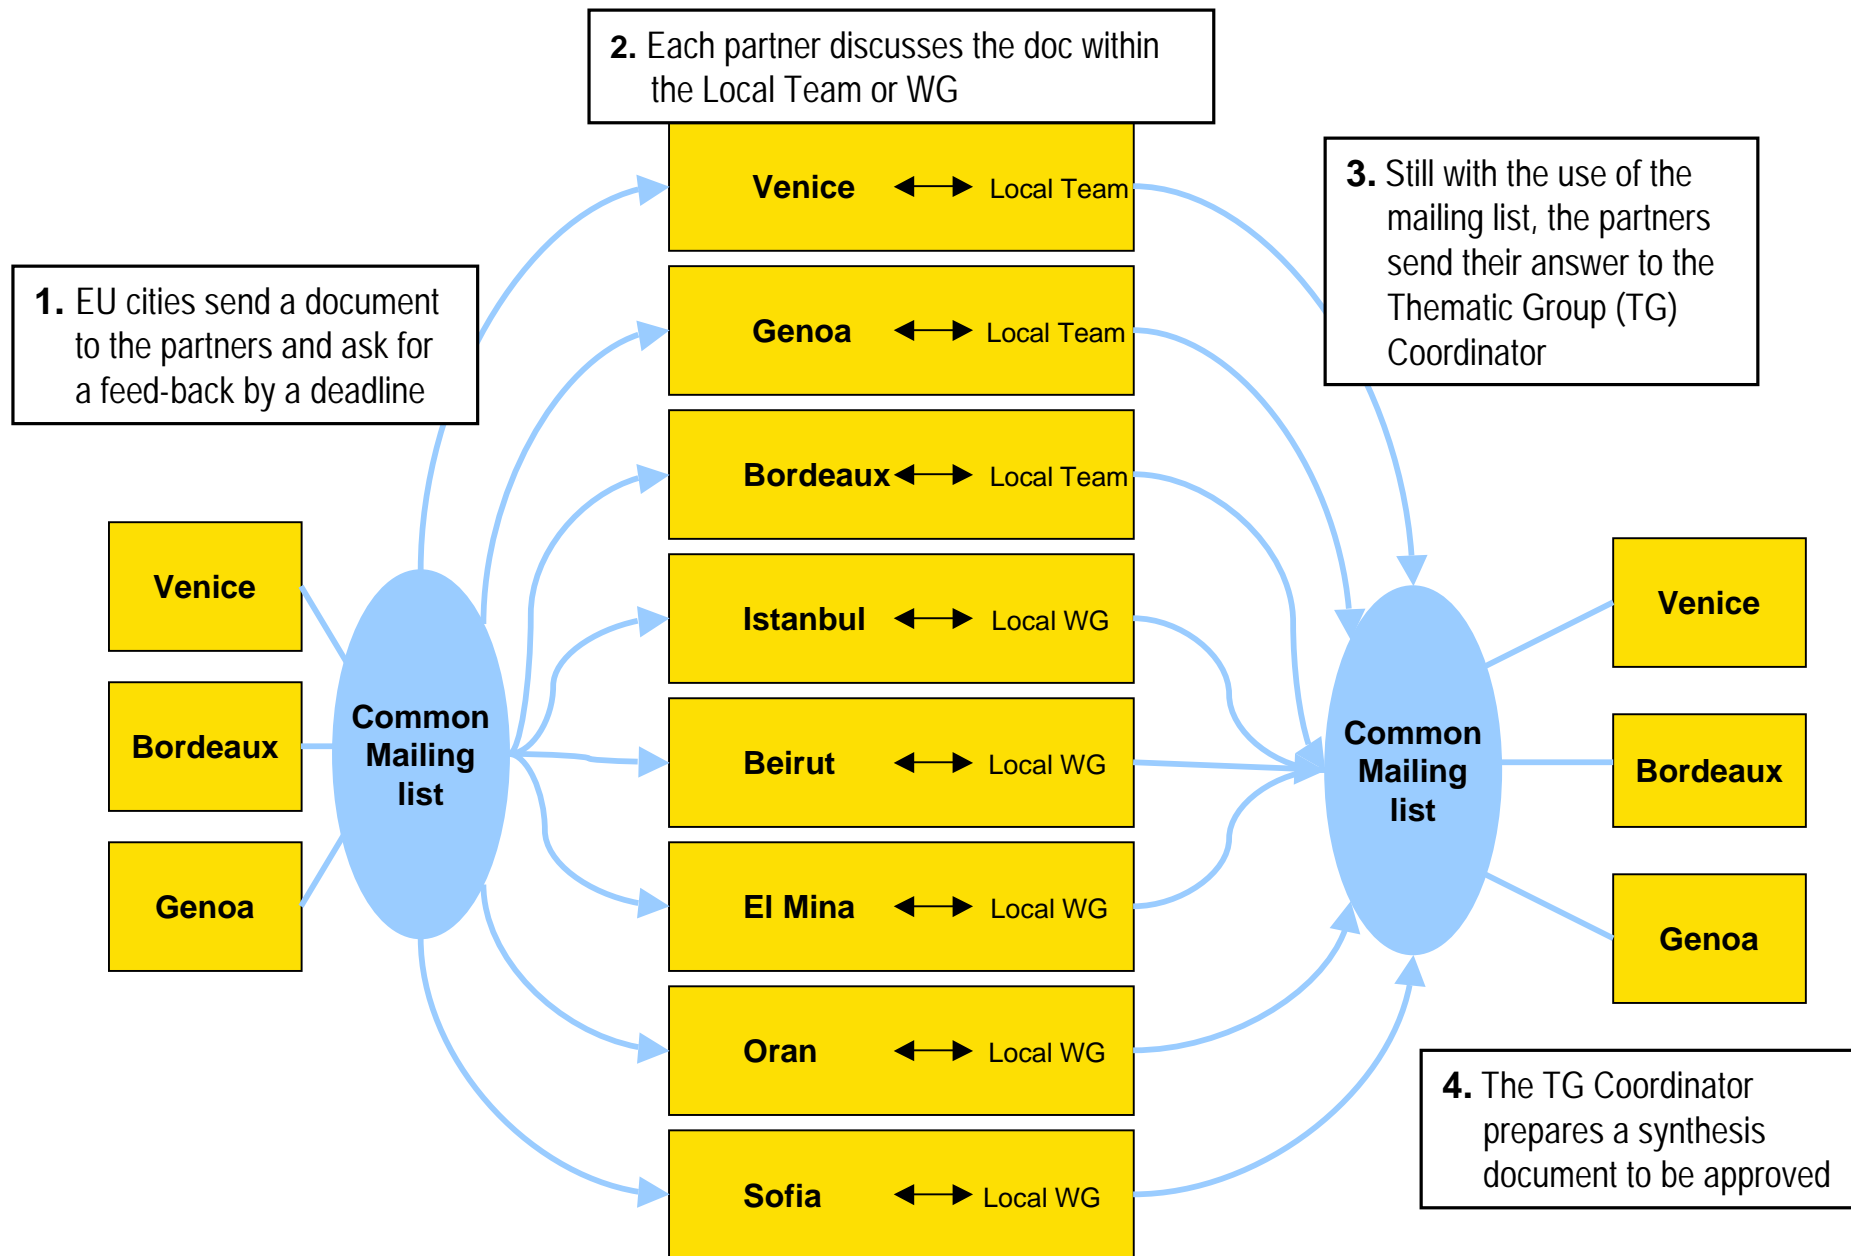 2. Each partner discusses the doc within
the Local Team or WG
1. EU cities send a document
to the partners and ask for
a feed-back by a deadline
3. Still with the use of the
mailing list, the partners
send their answer to the
Thematic Group (TG)
Coordinator
Venice
Bordeaux
Genoa
Common
Mailing
list
Venice Local Team
Genoa Local Team
Bordeaux Local Team
Istanbul Local WG
Beirut Local WG
El Mina Local WG
Oran Local WG
Sofia Local WG
Common
Mailing
list
Venice
Bordeaux
Genoa
4. The TG Coordinator
prepares a synthesis
document to be approved